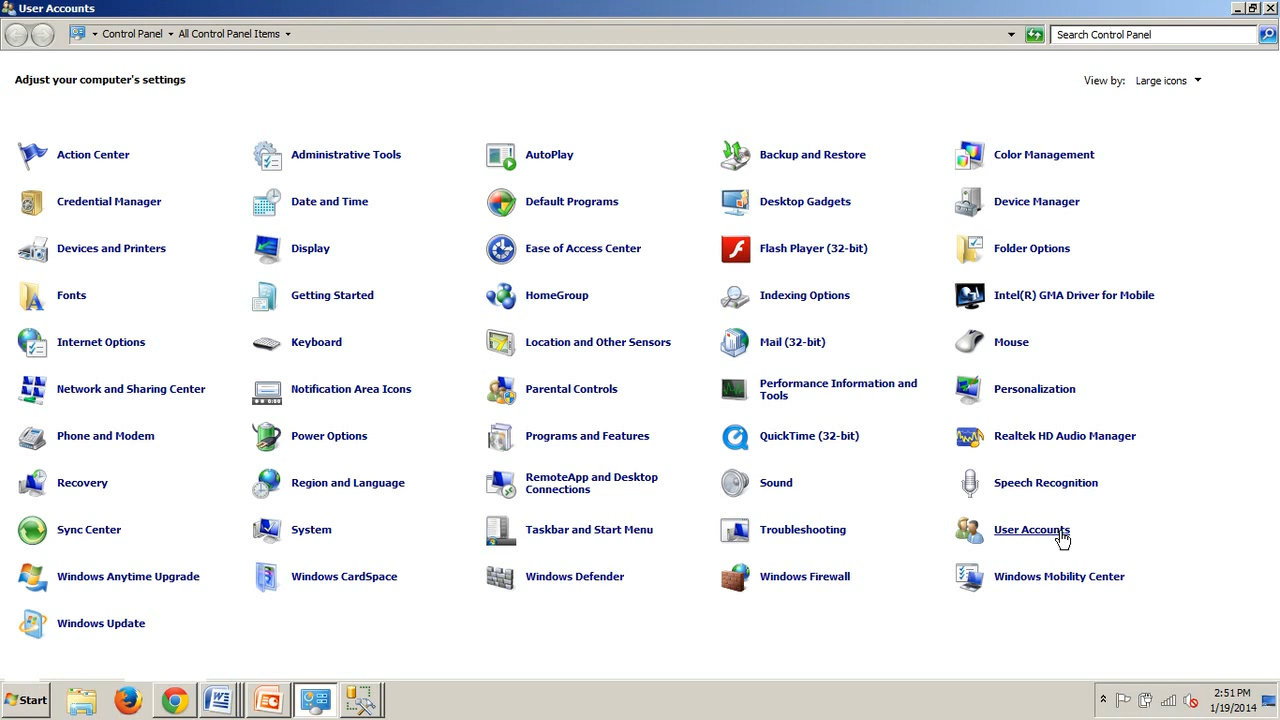 User Accounts
Control Panel All Control Panel Items Search Control Panel
Adjust your computer's settings View by: Large icons
Action Center Administrative Tools AutoPlay Backup and Restore Color Management
Credential Manager Date and Time Default Programs Desktop Gadgets Device Manager
Devices and Printers Display Ease of Access Center Flash Player (32-bit) Folder Options
Fonts Getting Started HomeGroup Indexing Options Intel(R) GMA Driver for Mobile
Internet Options Keyboard Location and Other Sensors Mail (32-bit) Mouse
Network and Sharing Center Notification Area Icons Parental Controls Performance Information and Personalization
Tools
Phone and Modem Power Options Programs and Features QuickTime (32-bit) Realtek HD Audio Manager
Recovery Region and Language RemoteApp and Desktop Sound Speech Recognition
Connections
Sync Center System Taskbar and Start Menu Troubleshooting User Accounts
Windows Anytime Upgrade Windows CardSpace Windows Defender Windows Firewall Windows Mobility Center
Windows Update
Start 2:51 PM
1/19/2014